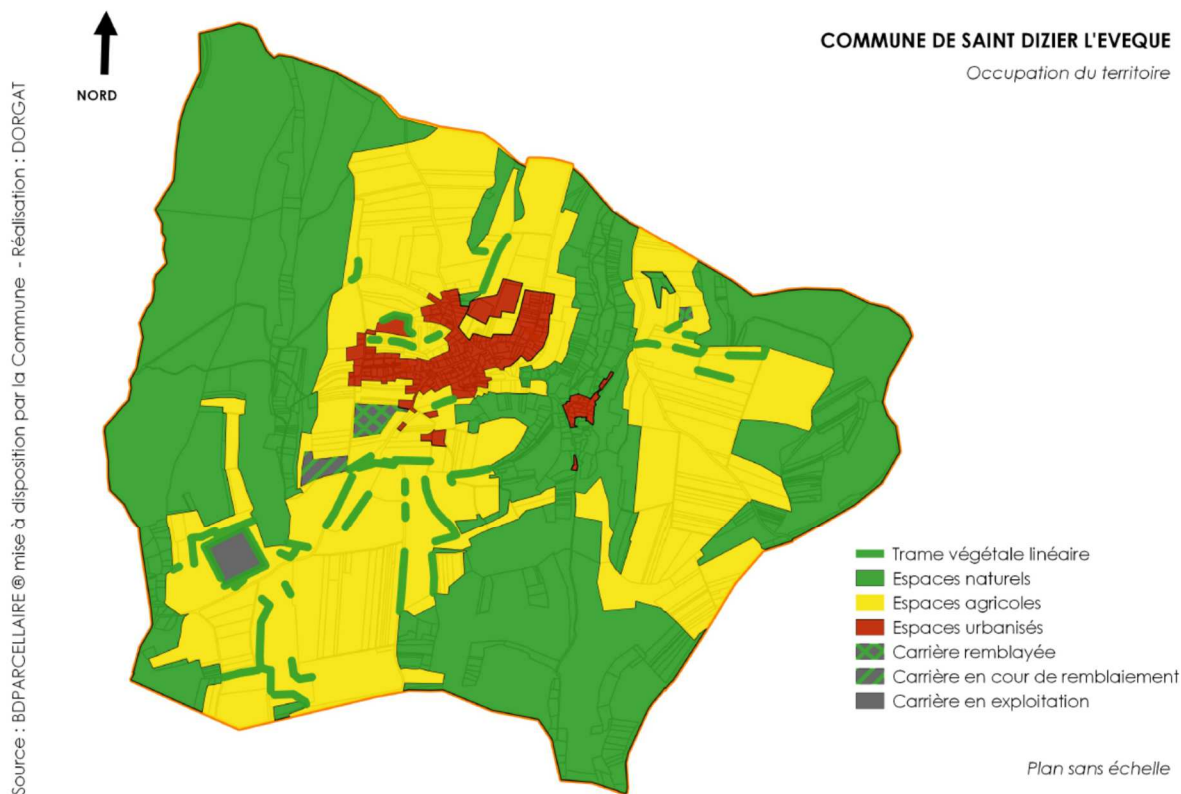 COMMUNE DE SAINT DIZIER L'EVEQUE
Occupation du territoire
NORD
Source : BDPARCELLAIRE ® mise à disposition par la Commune - Réalisation : DORGAT
Trame végétale linéaire
Espaces naturels
Espaces agricoles
Espaces urbanisés
Carrière remblayée
Carrière en cour de remblaiement
Carrière en exploitation
Plan sans échelle